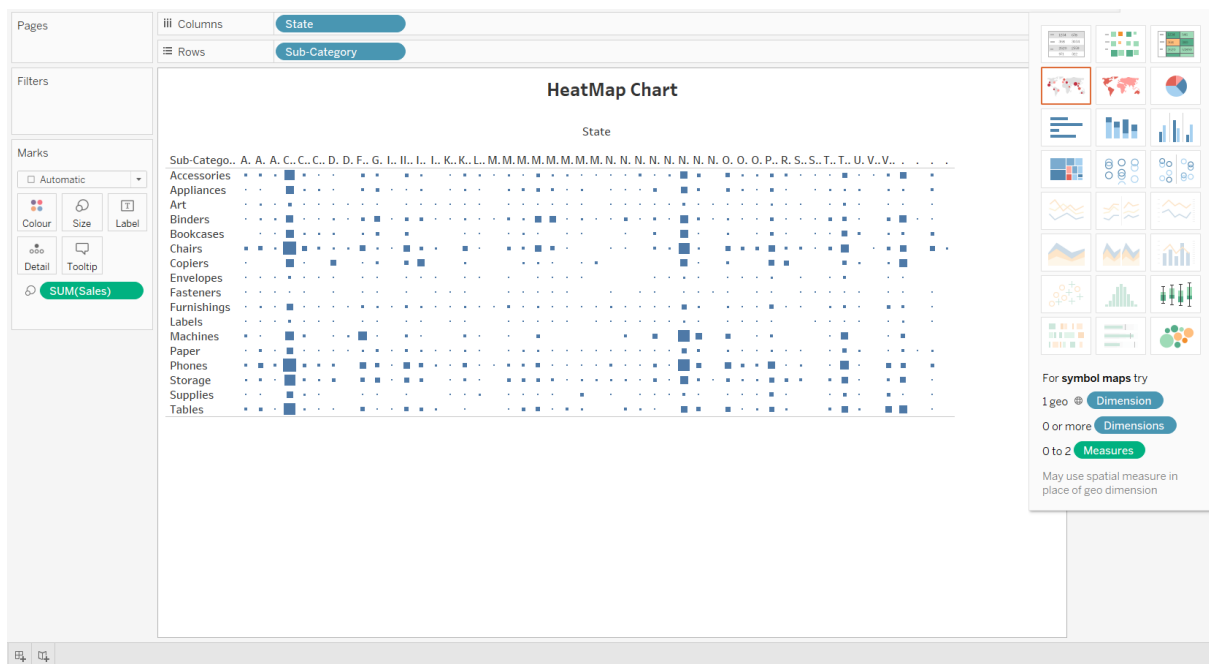 Pages
Columns State
Rows Sub-Category
Filters
HeatMap Chart
State
Sub-Catego.. A. A. A. C.. C.. C.. D. D. F.. G. I.. Il.. I.. I.. K.. K.. L.. M. M. M. M. M. M. M. M. N. N. N. N. N. N. N. N. O. O. O. P.. R. S.. S.. T.. T.. U. V.. V.. . . . . .
Marks
Automatic
Colour Size Label
Detail Tooltip
SUM(Sales)
Accessories
Appliances
Art
Binders
Bookcases
Chairs
Copiers
Envelopes
Fasteners
Furnishings
Labels
Machines
Paper
Phones
Storage
Supplies
Tables
For symbol maps try
1 geo Dimension
0 or more Dimensions
0 to 2 Measures
May use spatial measure in
place of geo dimension